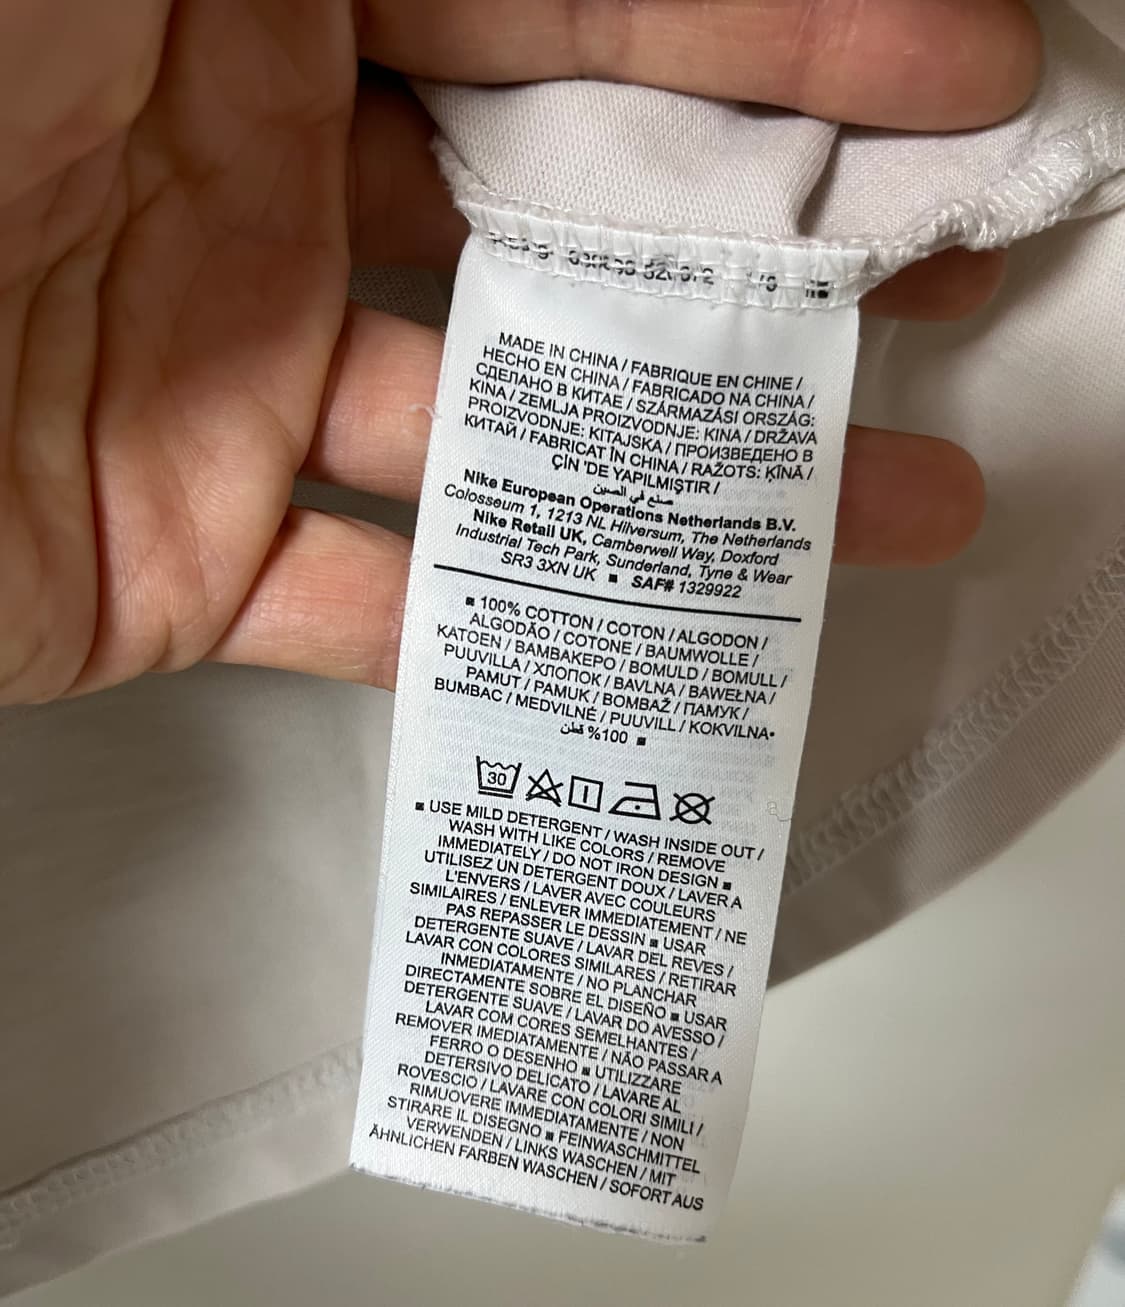 MADE IN CHINA / FABRIQUE EN CHINE /
HECHO EN CHINA / FABRICADO NA CHINA /
СДЕЛАНО В КИТАЕ / SZÁRMAZÁSI ORSZÁG:
KÍNA / ZEMLJA PROIZVODNJE: KINA / DRŽAVA
PROIZVODNJE: KITAJSKA / ПРОИЗВЕДЕНО В
КИТАЙ / FABRICAT ÎN CHINA / RAŽOTS: ĶĪNĀ /
ÇİN 'DE YAPILMIŞTIR /
صنع في الصين
Nike European Operations Netherlands B.V.
Colosseum 1, 1213 NL Hilversum, The Netherlands
Nike Retail UK, Camberwell Way, Doxford
Industrial Tech Park, Sunderland, Tyne & Wear
SR3 3XN UK ■ SAF# 1329922
■ 100% COTTON / COTON / ALGODON /
ALGODÃO / COTONE / BAUMWOLLE /
KATOEN / BAMBAKEPO / BOMULD / BOMULL /
PUUVILLA / ХЛОПОК / BAVLNA / BAWEŁNA /
PAMUT / PAMUK / BOMBAŽ / ПАМУК /
BUMBAC / MEDVILNĖ / PUUVILL / KOKVILNA•
قطن %100 ■
30
■ USE MILD DETERGENT / WASH INSIDE OUT /
WASH WITH LIKE COLORS / REMOVE
IMMEDIATELY / DO NOT IRON DESIGN ■
UTILISEZ UN DETERGENT DOUX / LAVER A
L'ENVERS / LAVER AVEC COULEURS
SIMILAIRES / ENLEVER IMMEDIATEMENT / NE
PAS REPASSER LE DESSIN ■ USAR
DETERGENTE SUAVE / LAVAR DEL REVES /
LAVAR CON COLORES SIMILARES / RETIRAR
INMEDIATAMENTE / NO PLANCHAR
DIRECTAMENTE SOBRE EL DISEÑO ■ USAR
DETERGENTE SUAVE / LAVAR DO AVESSO /
LAVAR COM CORES SEMELHANTES /
REMOVER IMEDIATAMENTE / NÃO PASSAR A
FERRO O DESENHO ■ UTILIZZARE
DETERSIVO DELICATO / LAVARE AL
ROVESCIO / LAVARE CON COLORI SIMILI /
RIMUOVERE IMMEDIATAMENTE / NON
STIRARE IL DISEGNO ■ FEINWASCHMITTEL
VERWENDEN / LINKS WASCHEN / MIT
ÄHNLICHEN FARBEN WASCHEN / SOFORT AUS